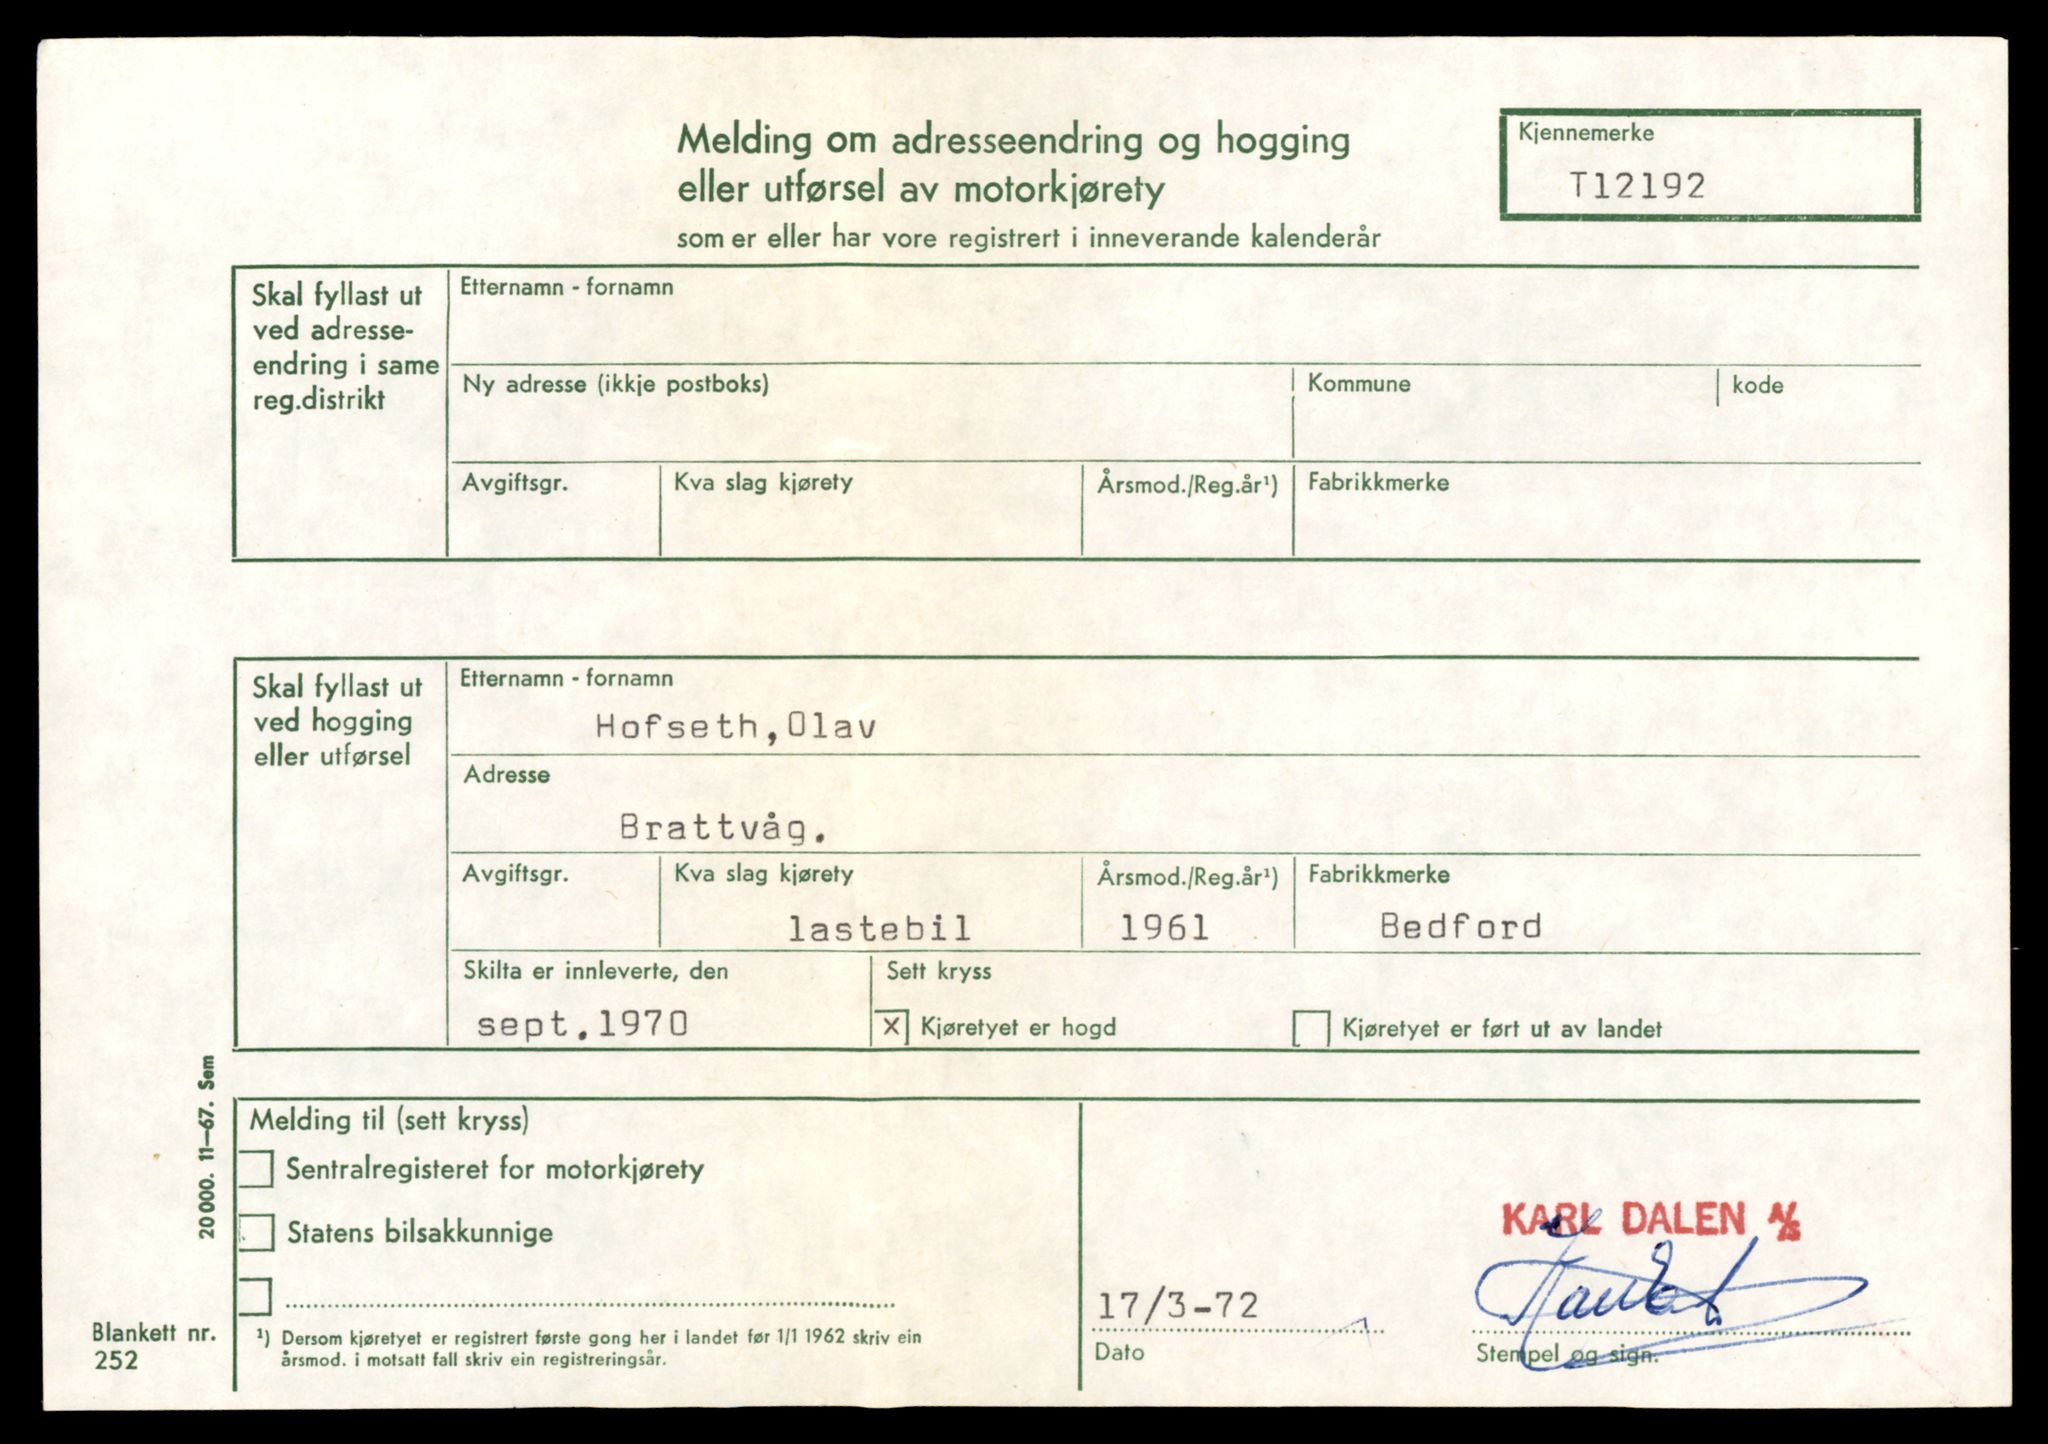 Melding om adresseendring og hogging
eller utførsel av motorkjørety
som er eller har vore registrert i inneverande kalenderår
Kjennemerke
T12192
Skal fyllast ut
ved adresse-
endring i same
reg.distrikt
Etternamn - fornamn
Ny adresse (ikkje postboks)
Kommune
kode
Avgiftsgr.
Kva slag kjørety
Årsmod./Reg.år¹)
Fabrikkmerke
Skal fyllast ut
ved hogging
eller utførsel
Etternamn - fornamn
Hofseth,Olav
Adresse
Brattvåg.
Avgiftsgr.
Kva slag kjørety
Årsmod./Reg.år¹)
Fabrikkmerke
lastebil
1961
Bedford
Skilta er innleverte, den
Sett kryss
sept.1970
x Kjøretyet er hogd
Kjøretyet er ført ut av landet
Melding til (sett kryss)
Sentralregisteret for motorkjørety
Statens bilsakkunnige
¹) Dersom kjøretyet er registrert første gong her i landet før 1/1 1962 skriv ein
årsmod. i motsatt fall skriv ein registreringsår.
17/3-72
Dato
KARL DALEN A/S
Stempel og sign.
20000. 11–67. Sem
Blankett nr.
252